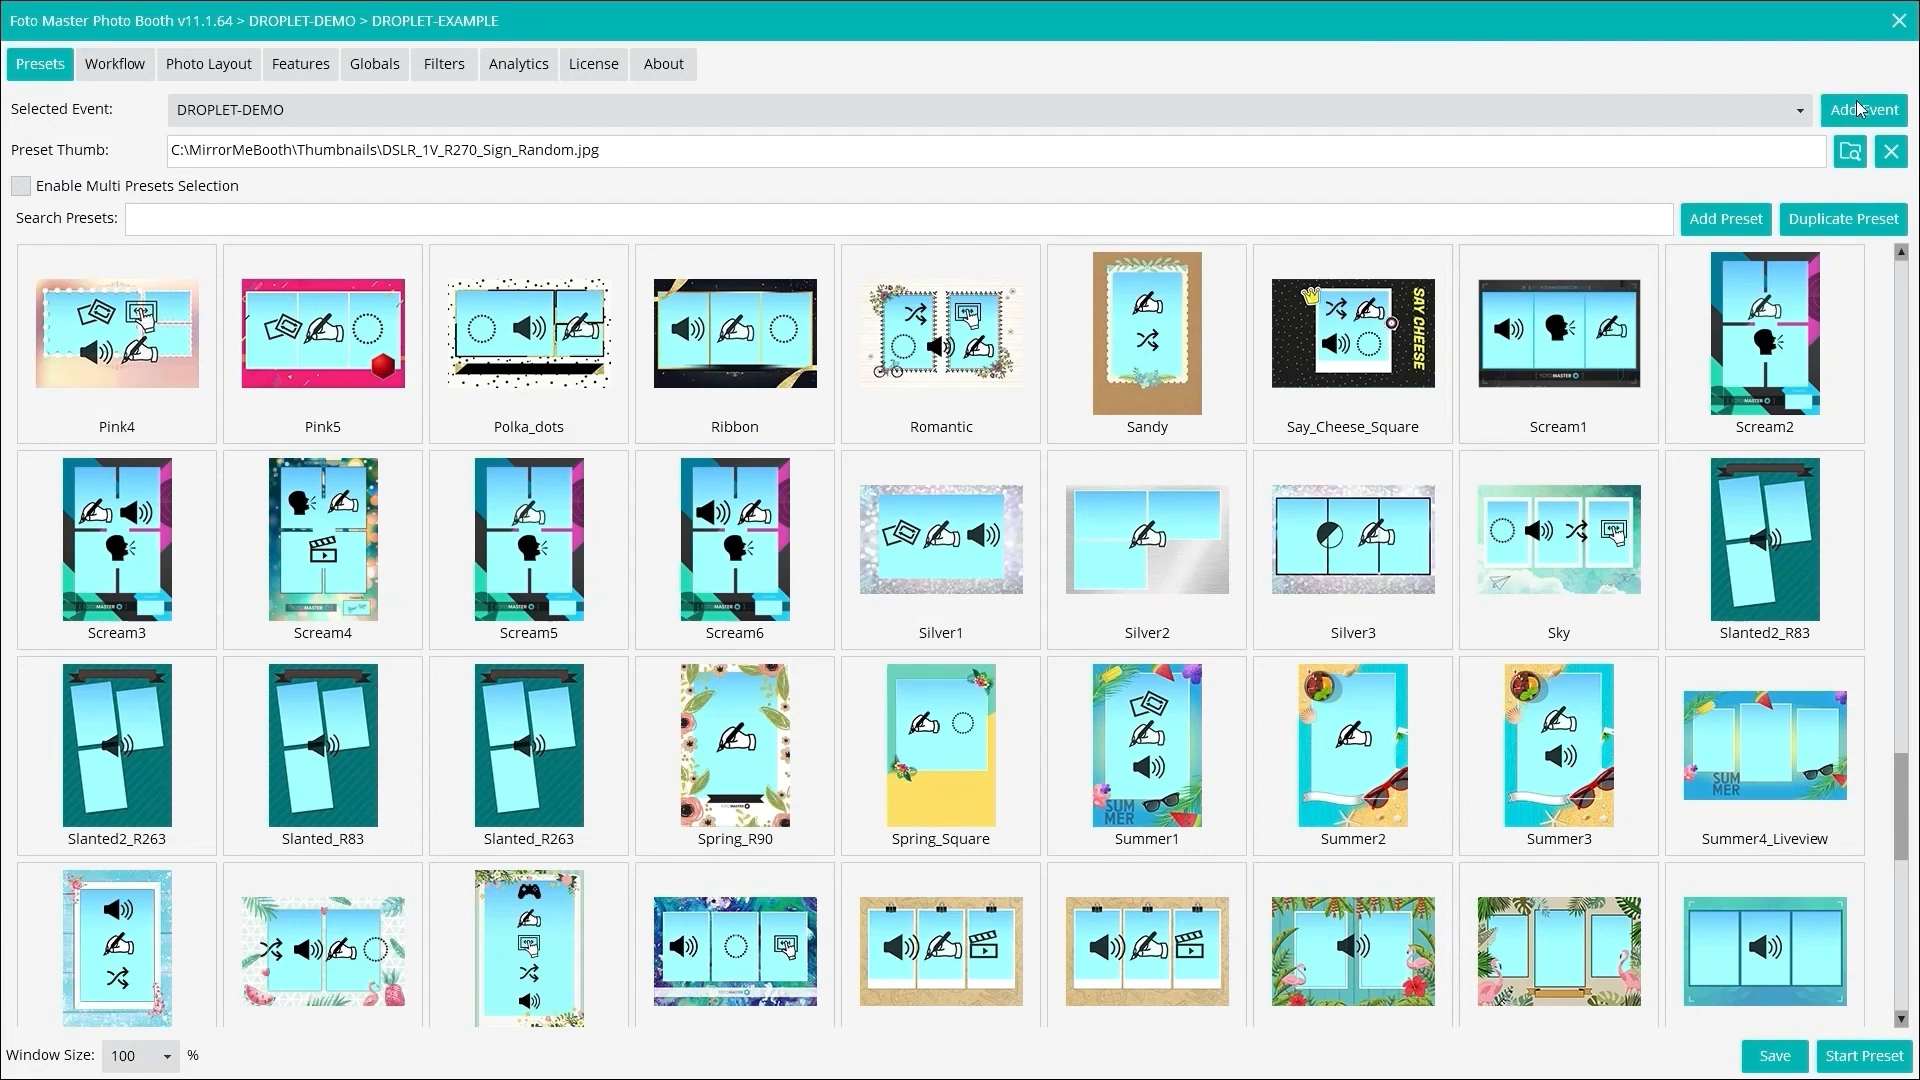 Foto Master Photo Booth v11.1.64 > DROPLET-DEMO > DROPLET-EXAMPLE
Presets Workflow Photo Layout Features Globals Filters Analytics License About
Selected Event: DROPLET-DEMO Add Event
Preset Thumb: C:\MirrorMeBooth\Thumbnails\DSLR_1V_R270_Sign_Random.jpg
Enable Multi Presets Selection
Search Presets: Add Preset Duplicate Preset
SAY CHEESE
Pink4 Pink5 Polka_dots Ribbon Romantic Sandy Say_Cheese_Square Scream1 Scream2
Scream3 Scream4 Scream5 Scream6 Silver1 Silver2 Silver3 Sky Slanted2_R83
SUM
MER
SUM
MER
Slanted2_R263 Slanted_R83 Slanted_R263 Spring_R90 Spring_Square Summer1 Summer2 Summer3 Summer4_Liveview
Window Size: 100 % Save Start Preset